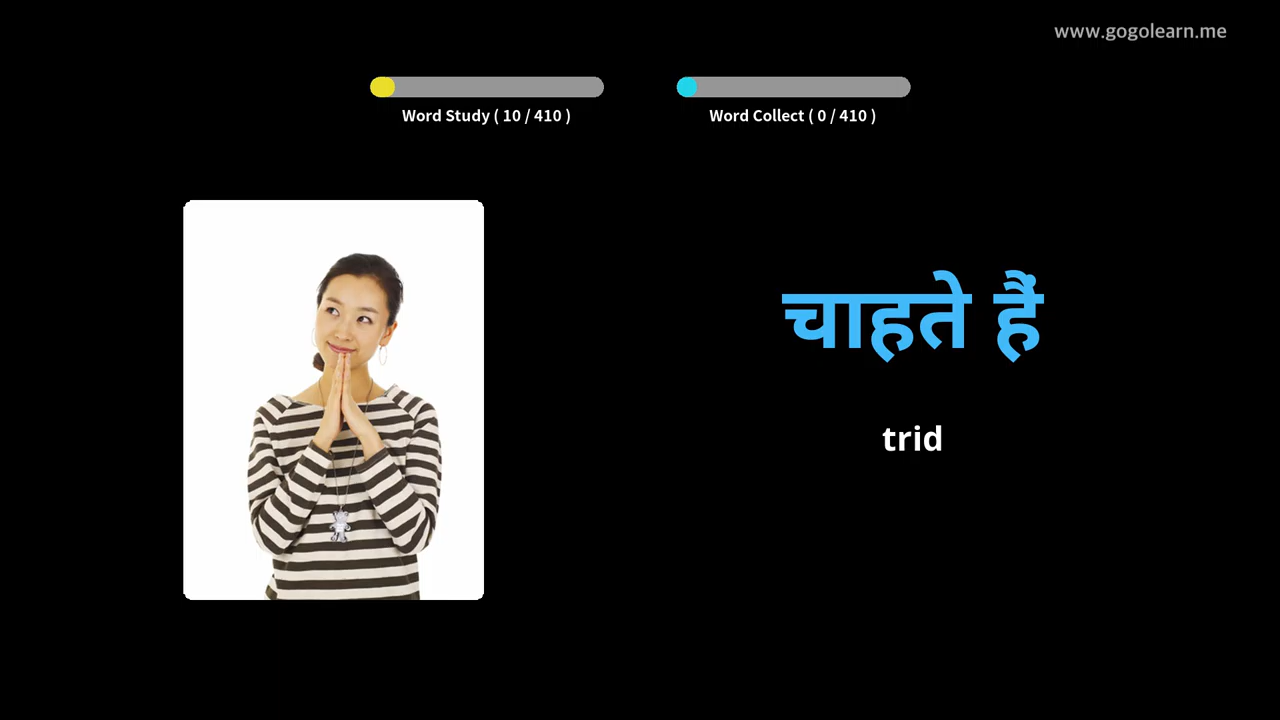 www.gogolearn.me
Word Study ( 10 / 410 )
Word Collect ( 0 / 410 )
चाहते हैं
trid